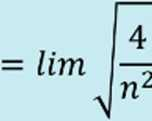 = lim √(4/n²